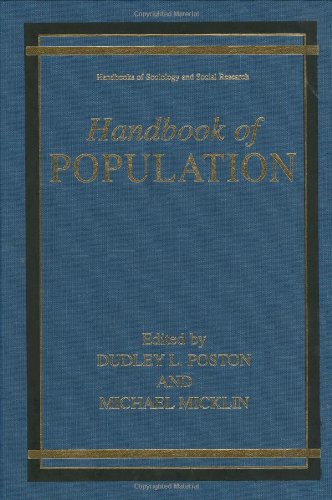 Handbooks of Sociology and Social Research
Handbook of
POPULATION
Edited by
DUDLEY L. POSTON
AND
MICHAEL MICKLIN